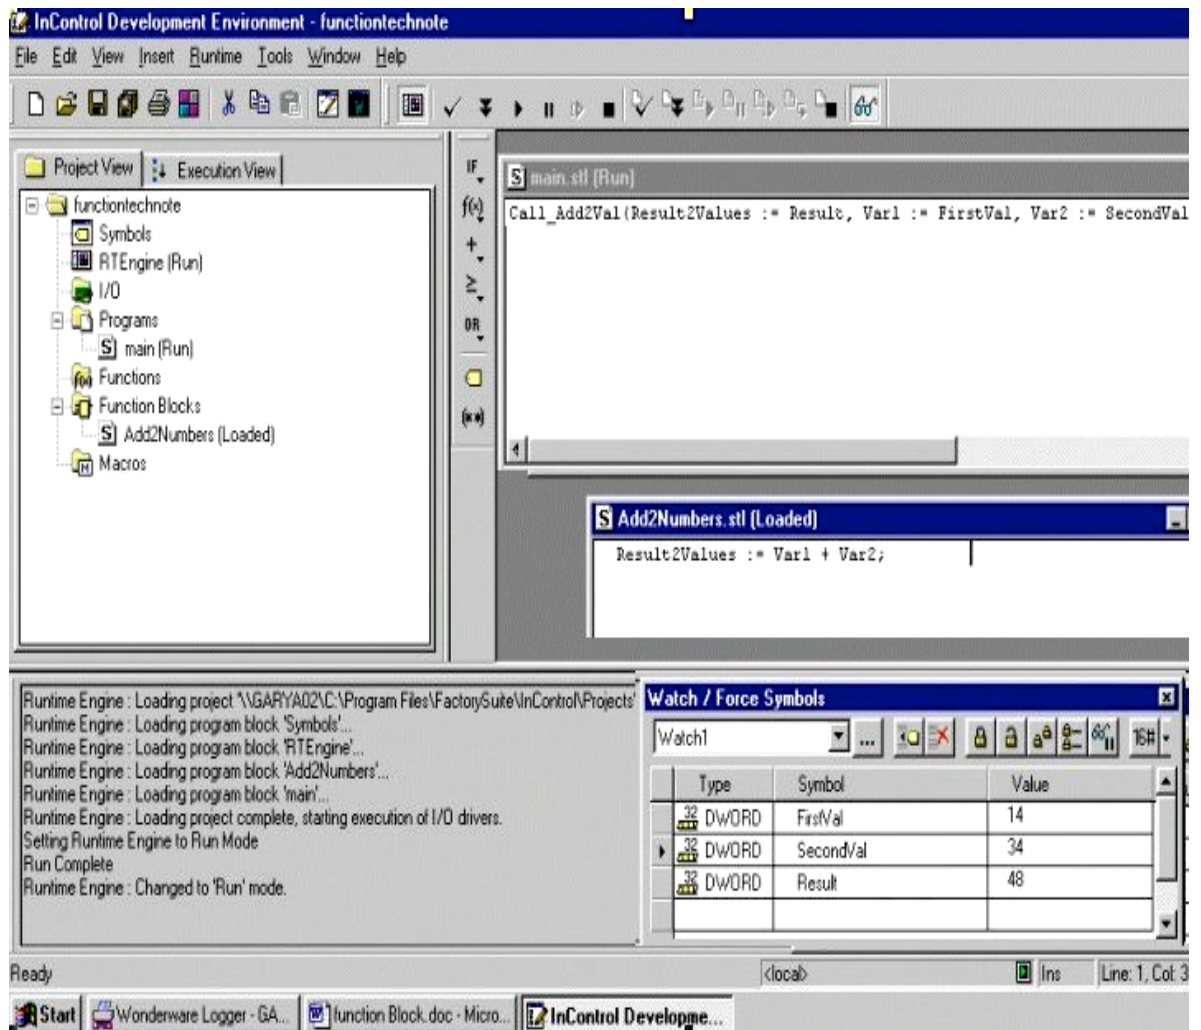 InControl Development Environment - functiontechnote
File Edit View Insert Runtime Tools Window Help
Project View Execution View
functiontechnote
Symbols
RTEngine (Run)
I/O
Programs
S main (Run)
f(x) Functions
Function Blocks
S Add2Numbers (Loaded)
M Macros
IF
f(x)
+
≥
OR
(**)
S main.stl (Run)
Call_Add2Val(Result2Values := Result, Var1 := FirstVal, Var2 := SecondVal
S Add2Numbers.stl (Loaded)
Result2Values := Var1 + Var2;
Runtime Engine : Loading project "\\GARYA02\C:\Program Files\FactorySuite\InControl\Projects'
Runtime Engine : Loading program block 'Symbols'...
Runtime Engine : Loading program block 'RTEngine'...
Runtime Engine : Loading program block 'Add2Numbers'...
Runtime Engine : Loading program block 'main'...
Runtime Engine : Loading project complete, starting execution of I/O drivers.
Setting Runtime Engine to Run Mode
Run Complete
Runtime Engine : Changed to 'Run' mode.
Watch / Force Symbols
Watch1 ... 16#
Type Symbol Value
32 DWORD FirstVal 14
32 DWORD SecondVal 34
32 DWORD Result 48
Ready <local> Ins Line: 1, Col: 3
Start Wonderware Logger - GA... function Block.doc - Micro... InControl Developme...